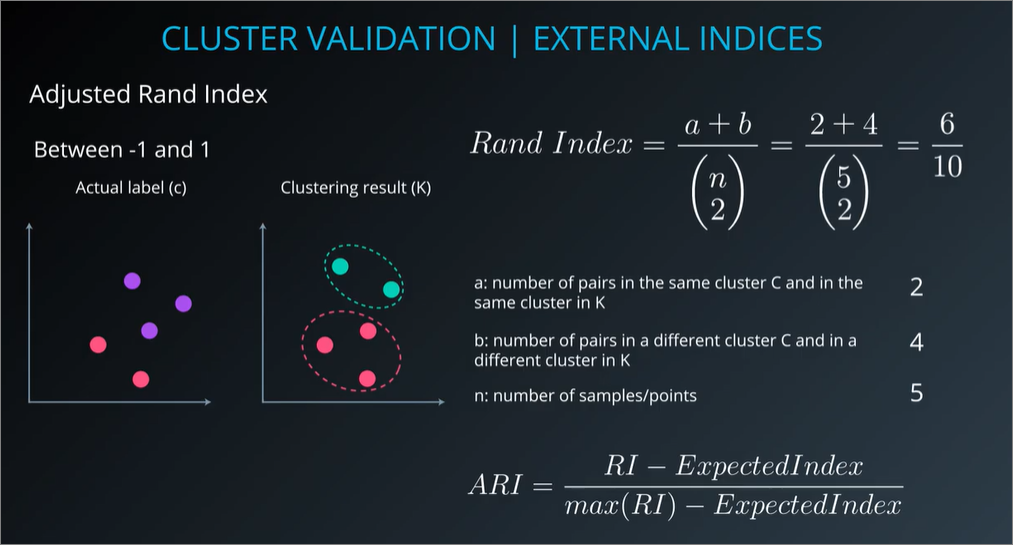 CLUSTER VALIDATION | EXTERNAL INDICES
Adjusted Rand Index
Between -1 and 1
Actual label (c)
Clustering result (K)
Rand Index = \frac{a + b}{\binom{n}{2}} = \frac{2 + 4}{\binom{5}{2}} = \frac{6}{10}
a: number of pairs in the same cluster C and in the
same cluster in K
2
b: number of pairs in a different cluster C and in a
different cluster in K
4
n: number of samples/points
5
ARI = \frac{RI - ExpectedIndex}{max(RI) - ExpectedIndex}